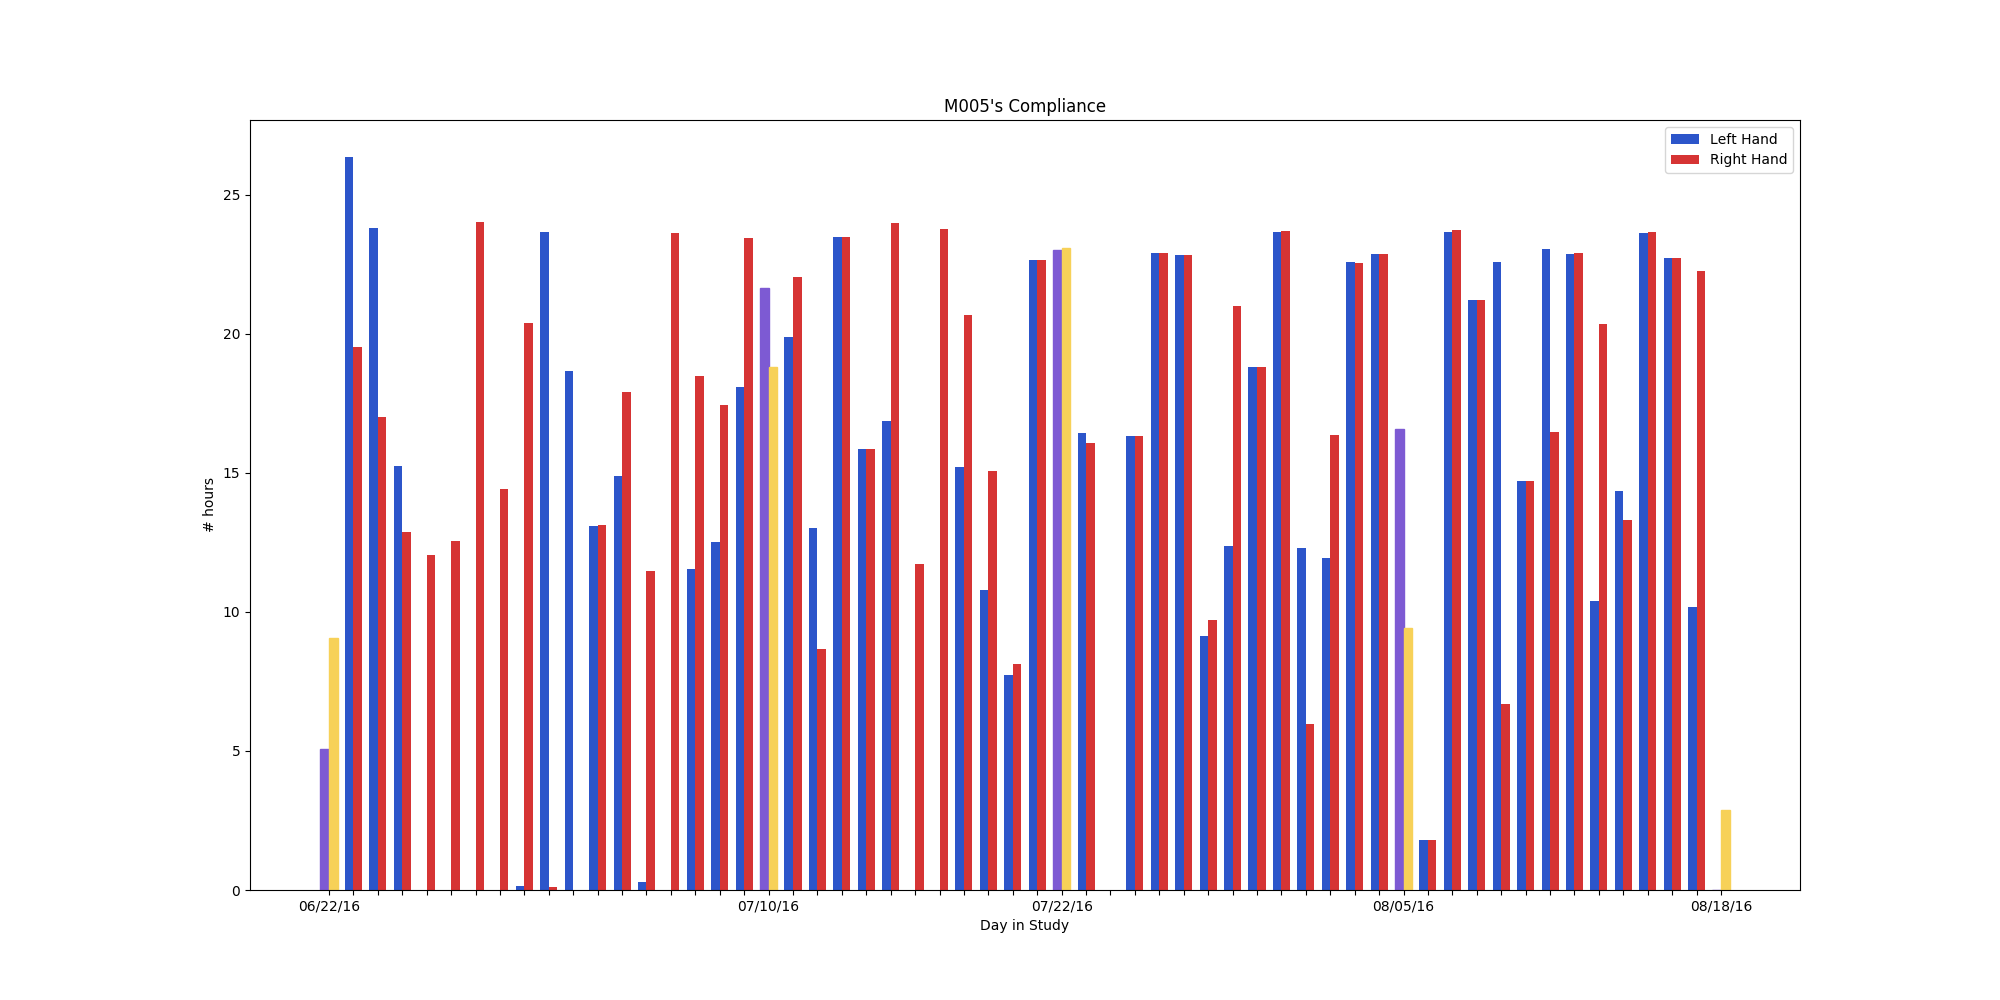 M005's Compliance
Left Hand
Right Hand
25
20
15
10
5
0
# hours
06/22/16 07/10/16 07/22/16 08/05/16 08/18/16
Day in Study